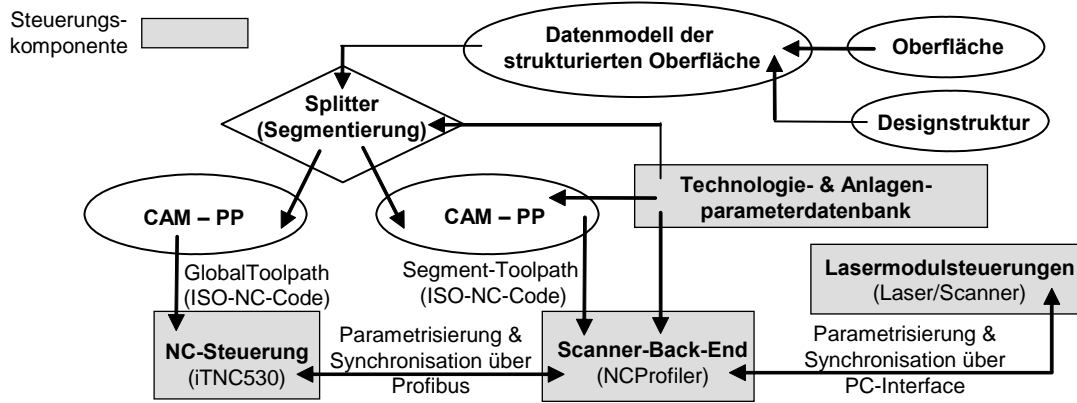 Steuerungs-
komponente
Datenmodell der
strukturierten Oberfläche
Oberfläche
Designstruktur
Splitter
(Segmentierung)
Technologie- & Anlagen-
parameterdatenbank
CAM – PP
CAM – PP
GlobalToolpath
(ISO-NC-Code)
Segment-Toolpath
(ISO-NC-Code)
Lasermodulsteuerungen
(Laser/Scanner)
NC-Steuerung
(iTNC530)
Parametrisierung &
Synchronisation über
Profibus
Scanner-Back-End
(NCProfiler)
Parametrisierung &
Synchronisation über
PC-Interface